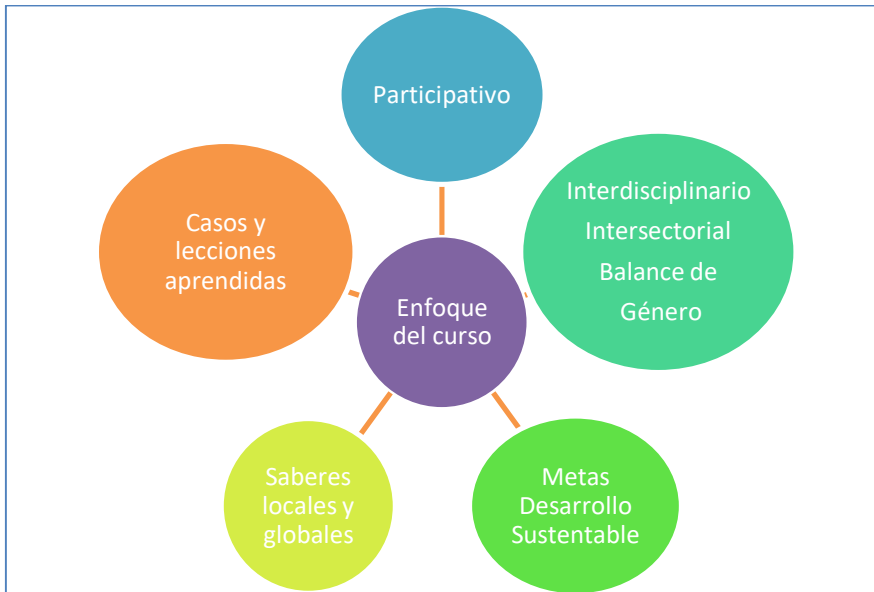 Participativo
Interdisciplinario
Intersectorial
Balance de
Género
Casos y
lecciones
aprendidas
Enfoque
del curso
Saberes
locales y
globales
Metas
Desarrollo
Sustentable